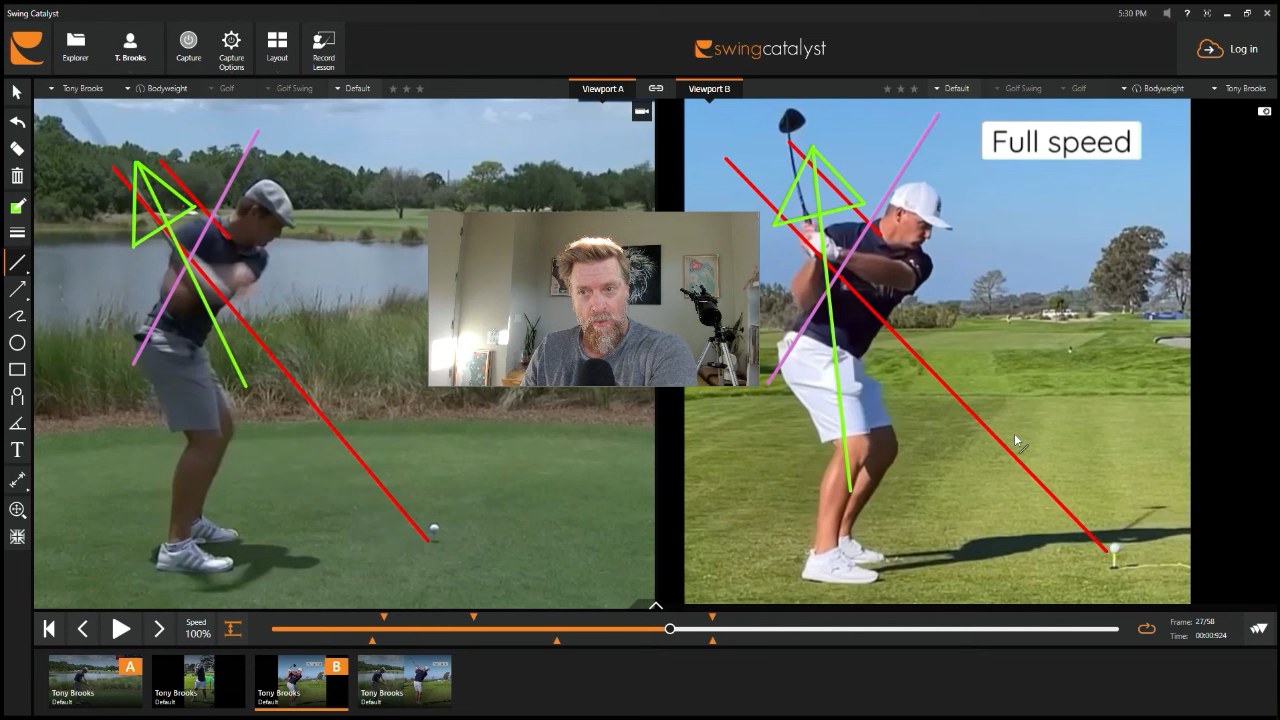 Swing Catalyst
5:30 PM
?
Explorer
T. Brooks
Capture
Capture
Options
Layout
Record
Lesson
swingcatalyst
Log in
Tony Brooks
Bodyweight
Golf
Golf Swing
Default
Viewport A
Viewport B
Default
Golf Swing
Golf
Bodyweight
Tony Brooks
Full speed
T
Speed
100%
Frame: 27/58
Time: 00:00:924
A
Tony Brooks
Default
Tony Brooks
Default
B
Tony Brooks
Default
Tony Brooks
Default